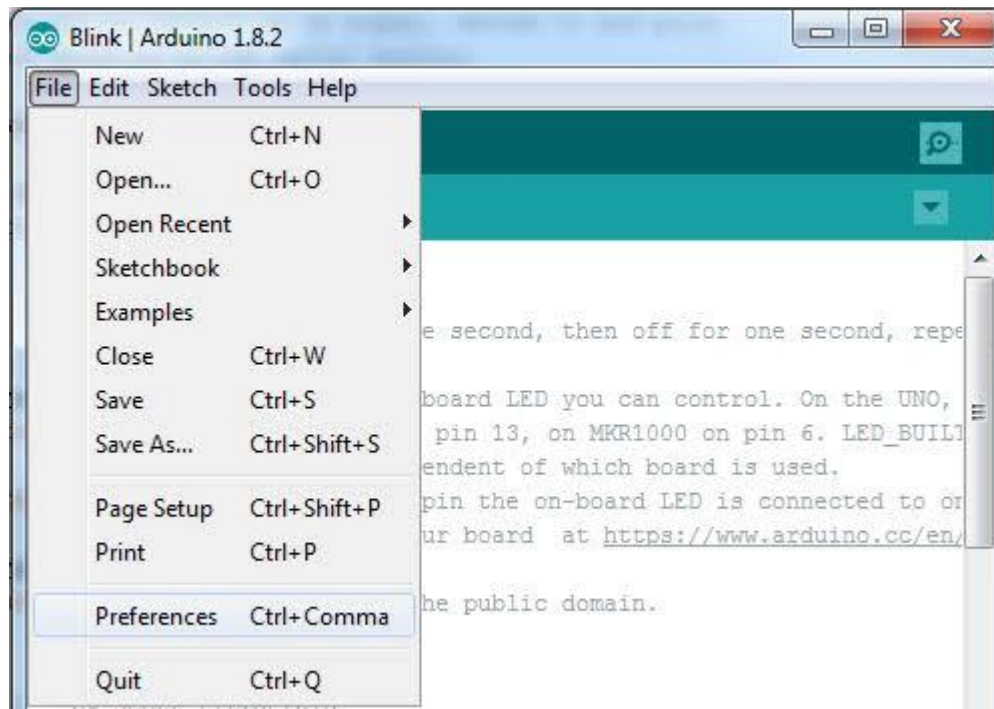 Blink | Arduino 1.8.2
File Edit Sketch Tools Help
New Ctrl+N
Open... Ctrl+O
Open Recent
Sketchbook
Examples
e second, then off for one second, repe
Close Ctrl+W
Save Ctrl+S
board LED you can control. On the UNO,
Save As... Ctrl+Shift+S
pin 13, on MKR1000 on pin 6. LED_BUILT
endent of which board is used.
Page Setup Ctrl+Shift+P
pin the on-board LED is connected to on
ur board at https://www.arduino.cc/en/
Print Ctrl+P
Preferences Ctrl+Comma
he public domain.
Quit Ctrl+Q